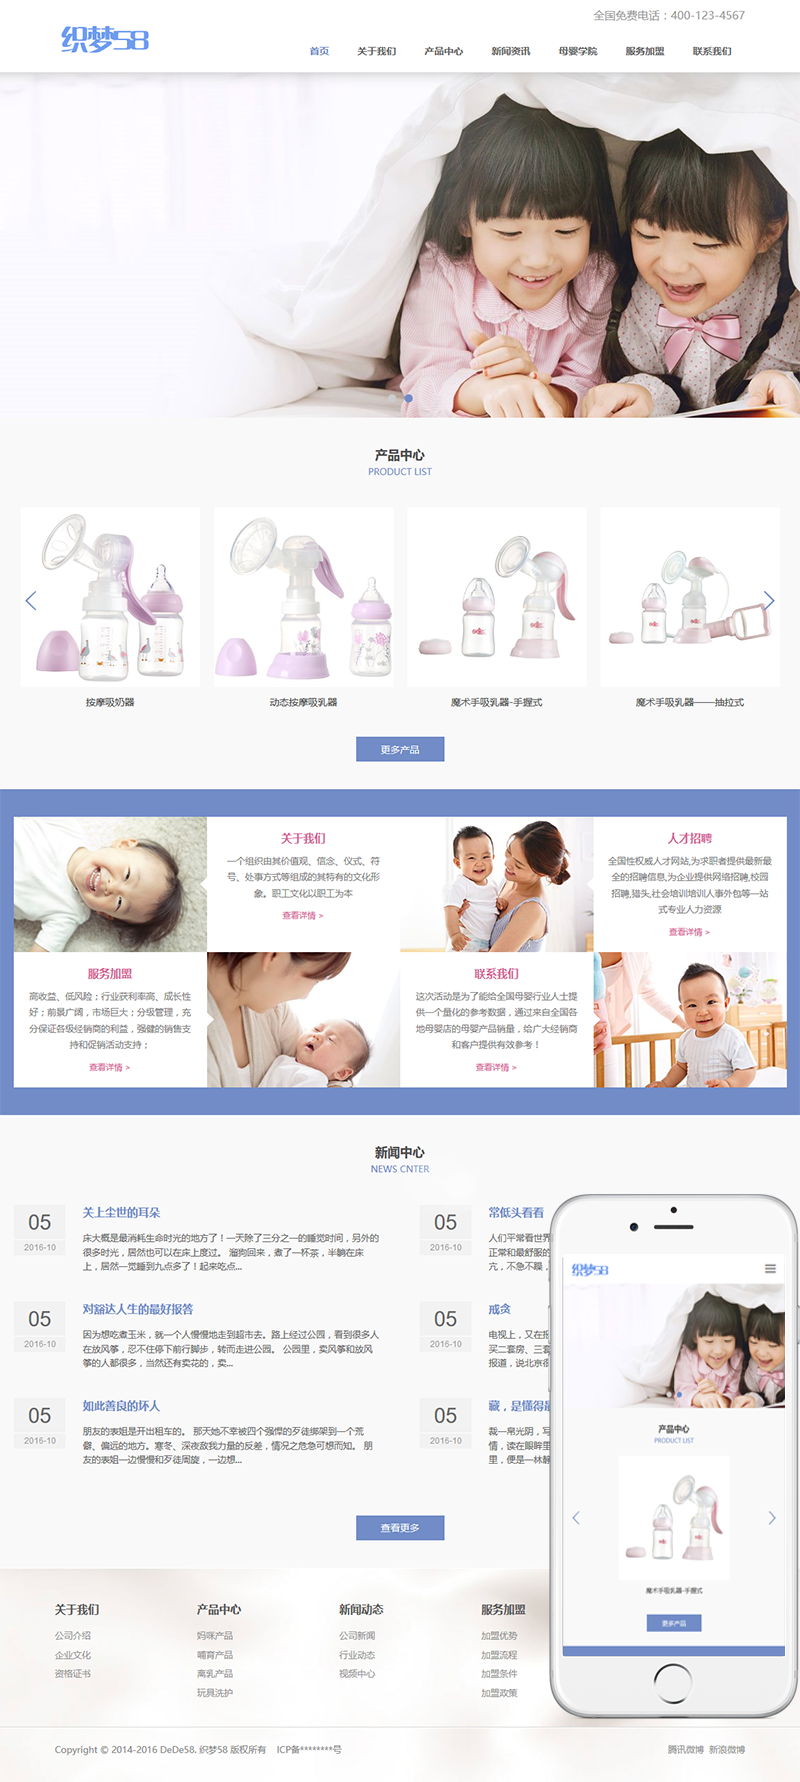 全国免费电话：400-123-4567
织梦58
首页 关于我们 产品中心 新闻资讯 母婴学院 服务加盟 联系我们
产品中心
PRODUCT LIST
按摩吸奶器 动态按摩吸乳器 魔术手吸乳器-手握式 魔术手吸乳器——抽拉式
更多产品
关于我们
一个组织由其价值观、信念、仪式、符
号、处事方式等组成的其特有的文化形
象。职工文化以职工为本
查看详情 >
人才招聘
全国性权威人才网站,为求职者提供最新最
全的招聘信息,为企业提供网络招聘,校园
招聘,猎头,社会培训培训人事外包等一站
式专业人力资源
查看详情 >
服务加盟
高收益、低风险；行业获利率高、成长性
好；前景广阔，市场巨大；分级管理，充
分保证各级经销商的利益，强健的销售支
持和促销活动支持；
查看详情 >
联系我们
这次活动是为了能给全国母婴行业人士提
供一个量化的参考数据，通过来自全国各
地母婴店的母婴产品销量，给广大经销商
和客户提供有效参考！
查看详情 >
新闻中心
NEWS CNTER
05
2016-10
关上尘世的耳朵
床大概是最消耗生命时光的地方了！一天除了三分之一的睡觉时间，另外的
很多时光，居然也可以在床上度过。 溜狗回来，煮了一杯茶，半躺在床
上，居然一觉睡到九点多了！起来吃点...
05
2016-10
常低头看看
人们平常看世界
正常和最舒服的
亢，不急不躁，
05
2016-10
对豁达人生的最好报答
因为想吃煮玉米，就一个人慢慢地走到超市去。路上经过公园，看到很多人
在放风筝，忍不住停下前行脚步，转而走进公园。 公园里，卖风筝和放风
筝的人都很多，当然还有卖花的，卖...
05
2016-10
戒贪
电视上，又在报
买二套房、三套
报道，说北京很
05
2016-10
如此善良的坏人
朋友的表姐是开出租车的。 那天她不幸被四个强悍的歹徒绑架到一个荒
僻、偏远的地方。寒冬、深夜敌我力量的反差，情况之危急可想而知。 朋
友的表姐一边慢慢和歹徒周旋，一边想...
05
2016-10
藏，是懂得最
裁一帛光阴，写
情，读在眼眸里
里，便是一林静
查看更多
织梦58
产品中心
PRODUCT LIST
魔术手吸乳器-手握式
更多产品
关于我们 产品中心 新闻动态 服务加盟
公司介绍 妈咪产品 公司新闻 加盟优势
企业文化 哺育产品 行业动态 加盟流程
资格证书 离乳产品 视频中心 加盟条件
玩具洗护 加盟政策
Copyright © 2014-2016 DeDe58. 织梦58 版权所有 ICP备********号
腾讯微博 新浪微博